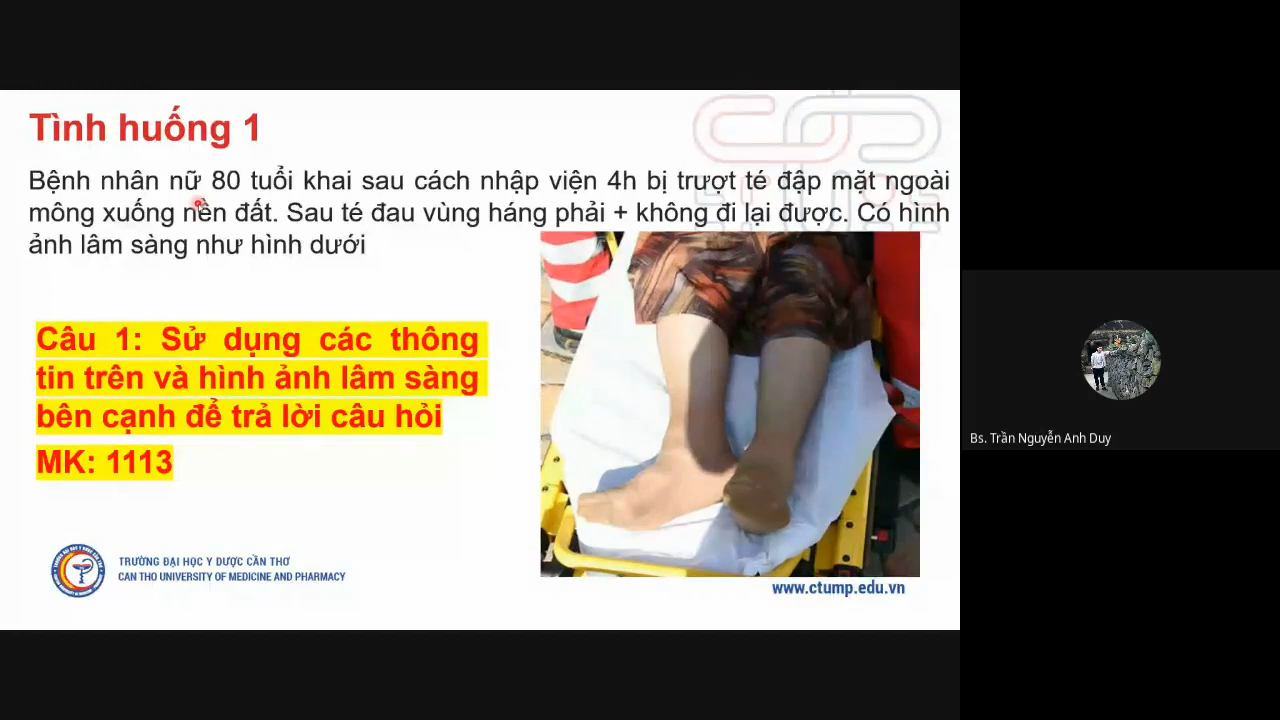 Tình huống 1
Bệnh nhân nữ 80 tuổi khai sau cách nhập viện 4h bị trượt té đập mặt ngoài
mông xuống nền đất. Sau té đau vùng háng phải + không đi lại được. Có hình
ảnh lâm sàng như hình dưới
Câu 1: Sử dụng các thông
tin trên và hình ảnh lâm sàng
bên cạnh để trả lời câu hỏi
MK: 1113
TRƯỜNG ĐẠI HỌC Y DƯỢC CẦN THƠ
CAN THO UNIVERSITY OF MEDICINE AND PHARMACY
www.ctump.edu.vn
Bs. Trần Nguyễn Anh Duy